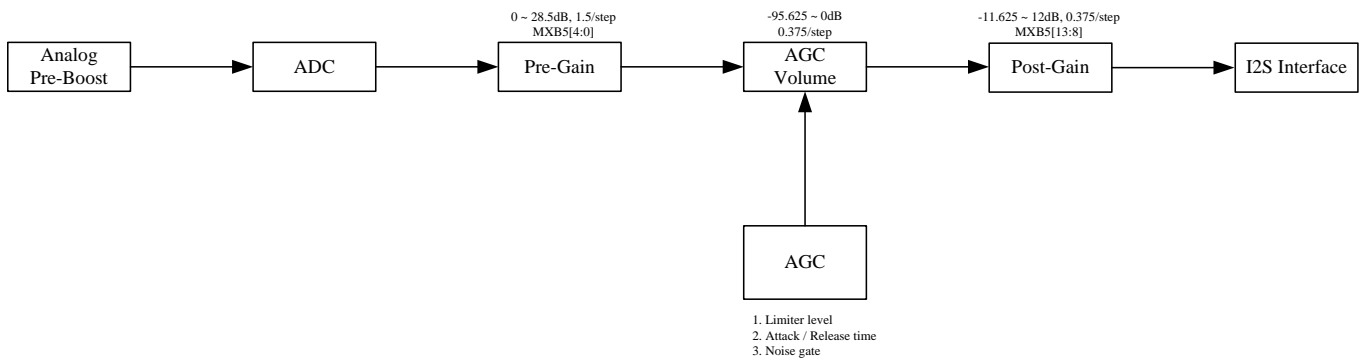 0 ~ 28.5dB, 1.5/step
MXB5[4:0]
-95.625 ~ 0dB
0.375/step
-11.625 ~ 12dB, 0.375/step
MXB5[13:8]
Analog
Pre-Boost
ADC
Pre-Gain
AGC
Volume
Post-Gain
I2S Interface
AGC
1. Limiter level
2. Attack / Release time
3. Noise gate